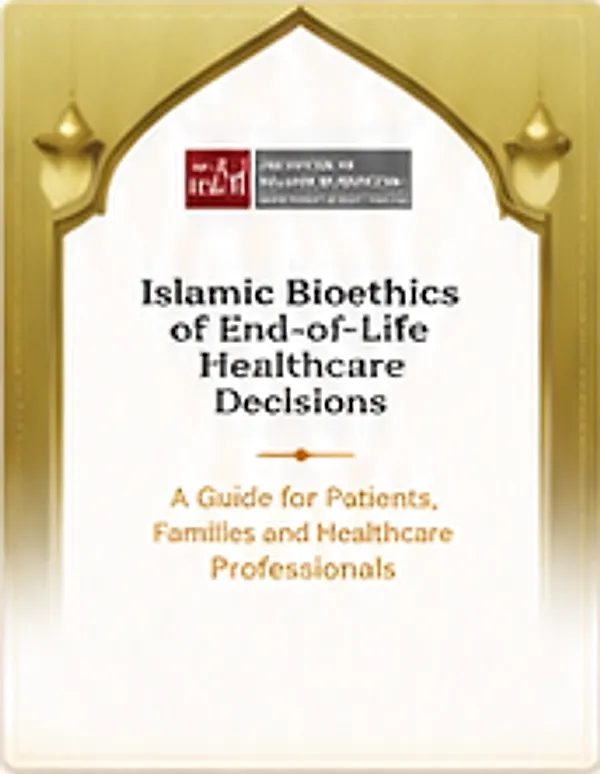 Islamic Bioethics
of End-of-Life
Healthcare
Decisions
A Guide for Patients,
Families and Healthcare
Professionals